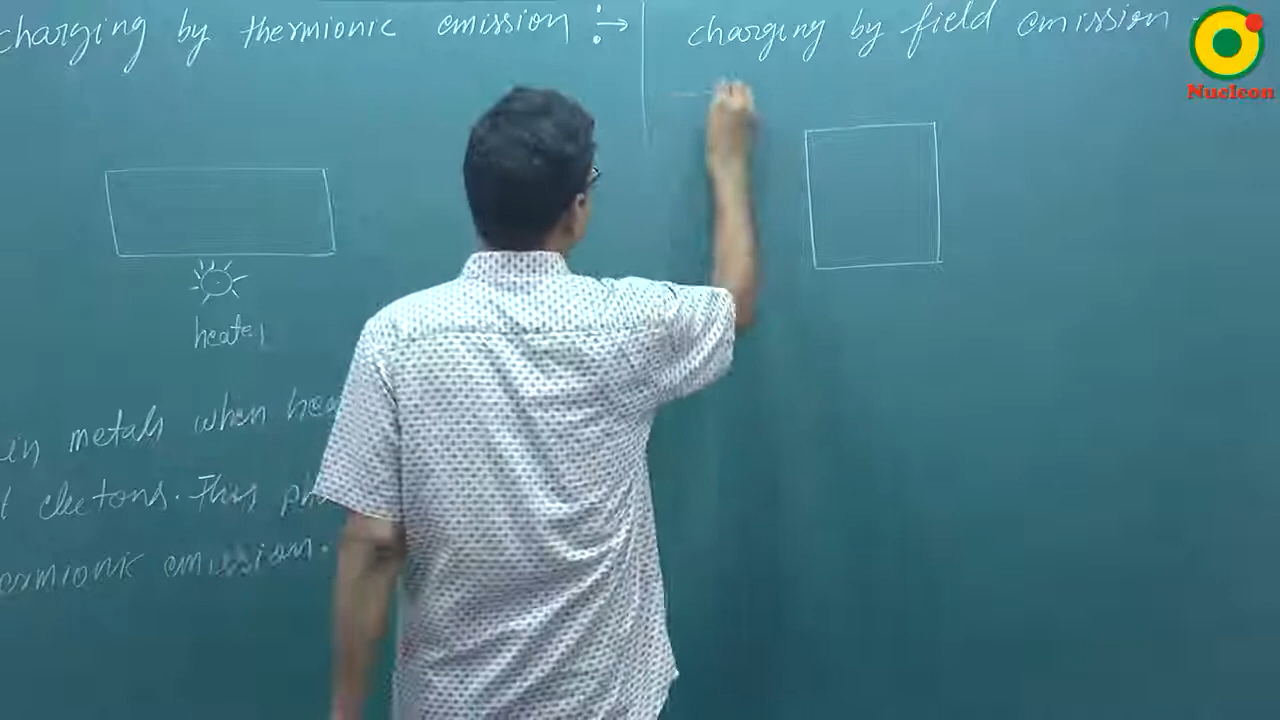 charging by thermionic emission :→
charging by field emission -
Nucleon
heater
in metals when hea
t electons. This ph
ermionic emission.